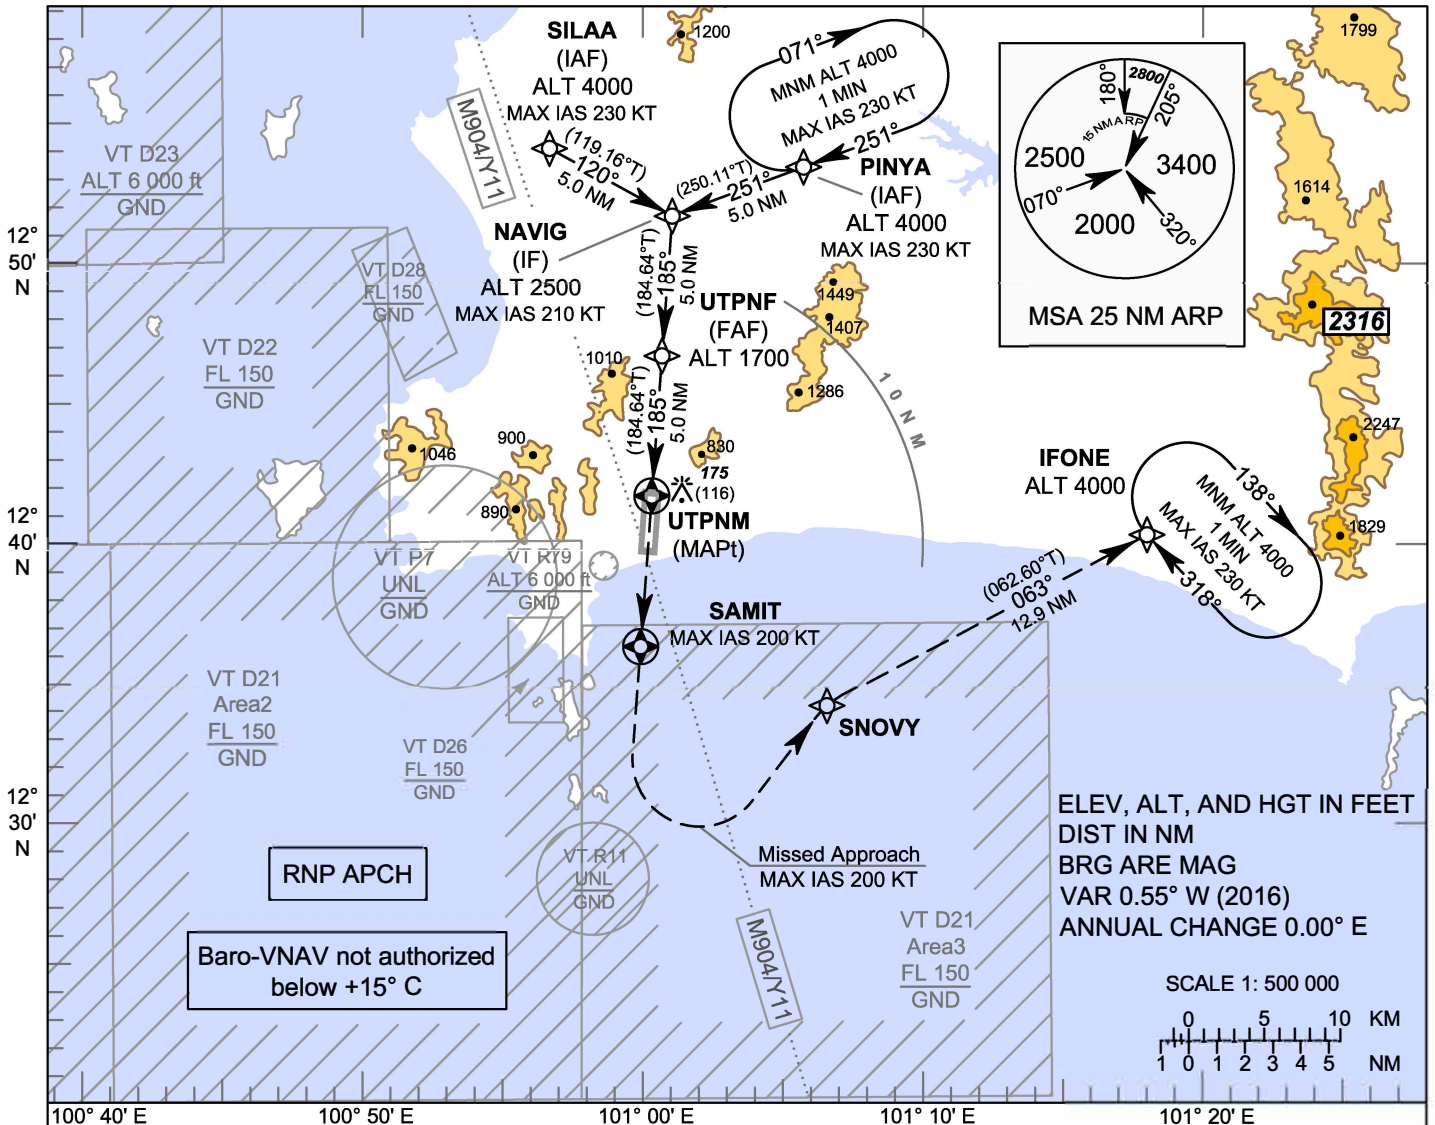 SILAA
(IAF)
ALT 4000
MAX IAS 230 KT
1200
071°
MNM ALT 4000
1 MIN
MAX IAS 230 KT
251°
1799
180°
2800
205°
15 NM ARP
2500
3400
070°
2000
320°
MSA 25 NM ARP
M904/Y11
(119.16°T)
120°
5.0 NM
(250.11°T)
251°
5.0 NM
PINYA
(IAF)
ALT 4000
MAX IAS 230 KT
VT D23
ALT 6 000 ft
GND
1614
12°
50'
N
NAVIG
(IF)
ALT 2500
MAX IAS 210 KT
(184.64°T)
185°
5.0 NM
VT D28
FL 150
GND
UTPNF
(FAF)
ALT 1700
1449
1407
1286
2316
VT D22
FL 150
GND
1010
(184.64°T)
185°
5.0 NM
10 NM
2247
1046
900
830
890
175
(116)
UTPNM
(MAPt)
IFONE
ALT 4000
138°
MNM ALT 4000
1 MIN
MAX IAS 230 KT
318°
1829
12°
40'
N
VT P7
UNL
GND
VT R79
ALT 6 000 ft
GND
(062.60°T)
063°
12.9 NM
SAMIT
MAX IAS 200 KT
SNOVY
VT D21
Area2
FL 150
GND
VT D26
FL 150
GND
12°
30'
N
VT R11
UNL
GND
Missed Approach
MAX IAS 200 KT
ELEV, ALT, AND HGT IN FEET
DIST IN NM
BRG ARE MAG
VAR 0.55° W (2016)
ANNUAL CHANGE 0.00° E
RNP APCH
Baro-VNAV not authorized
below +15° C
M904/Y11
VT D21
Area3
FL 150
GND
SCALE 1: 500 000
0 5 10 KM
1 0 1 2 3 4 5 NM
100° 40' E
100° 50' E
101° 00' E
101° 10' E
101° 20' E